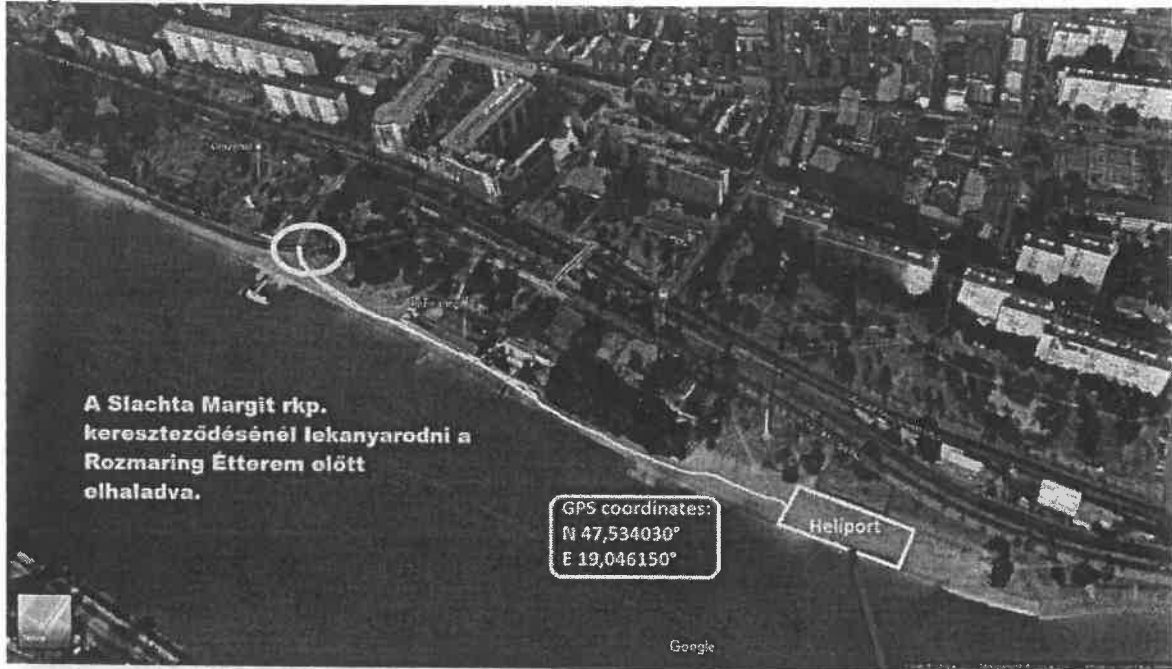 A Slachta Margit rkp.
kereszteződésénél lekanyarodni a
Rozmaring Étterem előtt
elhaladva.
GPS coordinates:
N 47,534030°
E 19,046150°
Heliport
Google